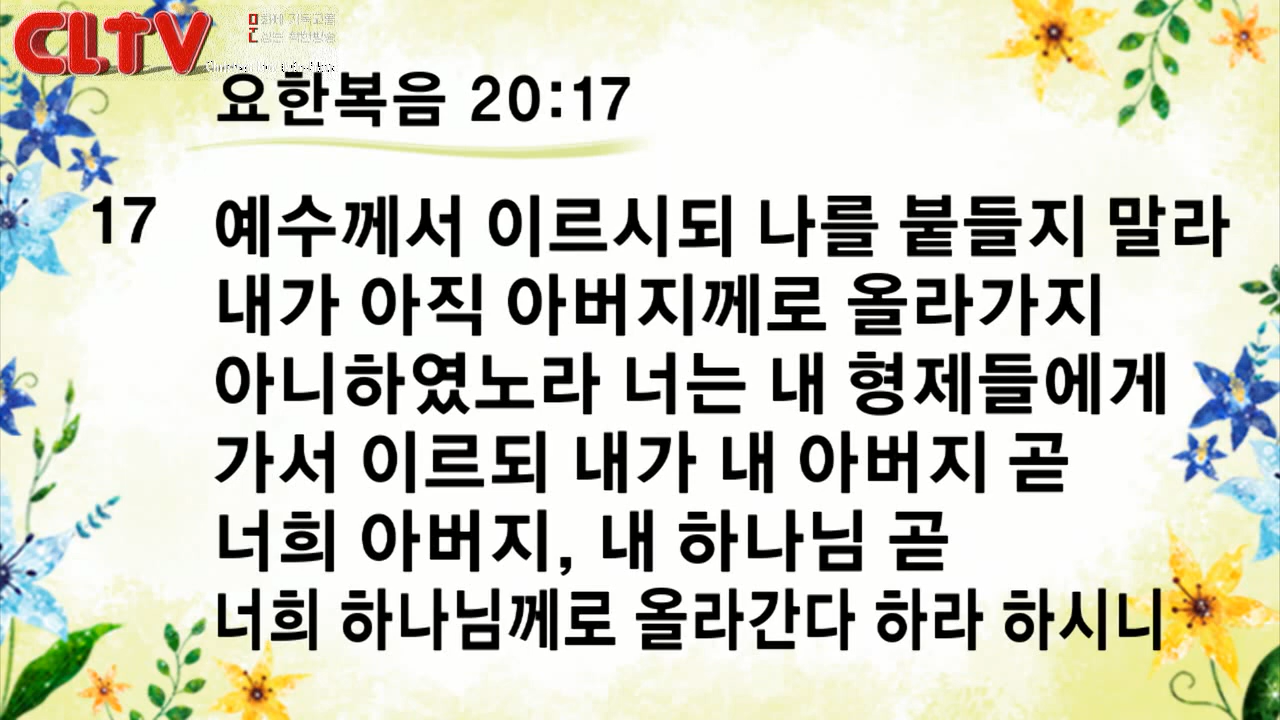 CLTV
요한복음 20:17
17 예수께서 이르시되 나를 붙들지 말라
내가 아직 아버지께로 올라가지
아니하였노라 너는 내 형제들에게
가서 이르되 내가 내 아버지 곧
너희 아버지, 내 하나님 곧
너희 하나님께로 올라간다 하라 하시니